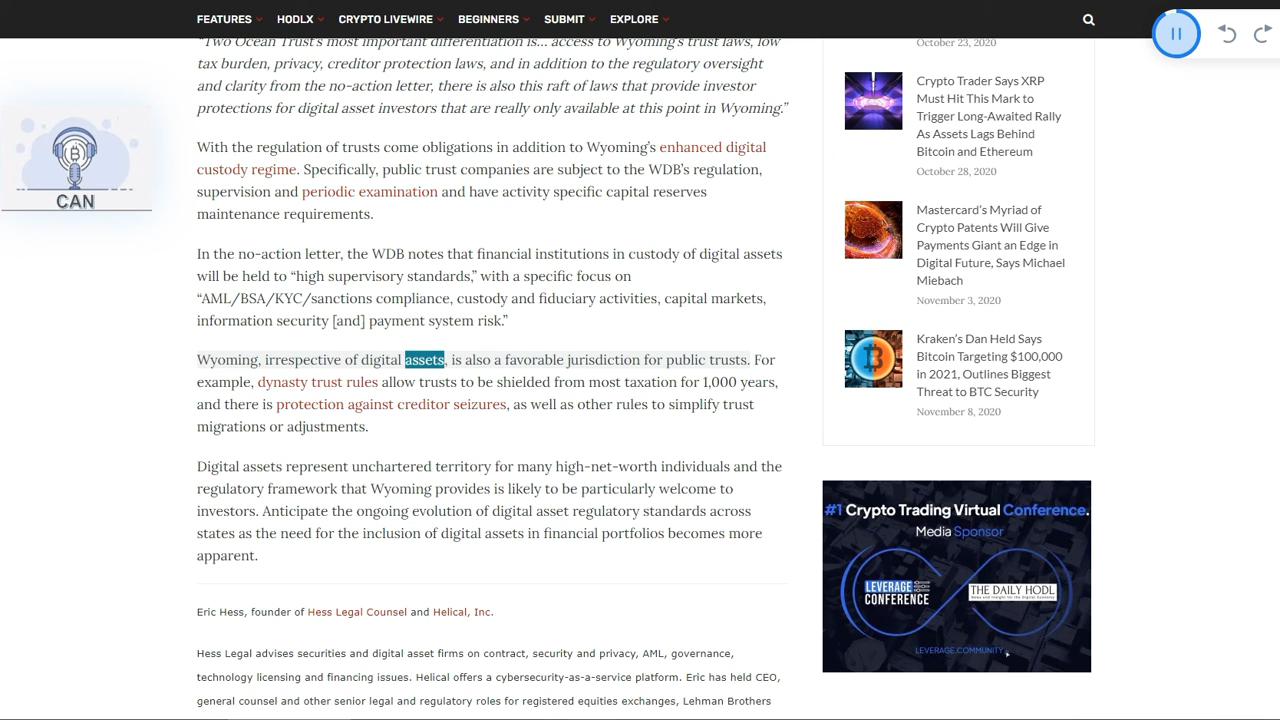 FEATURES HODLX CRYPTO LIVEWIRE BEGINNERS SUBMIT EXPLORE
“Two Ocean Trust’s most important differentiation is… access to Wyoming’s trust laws, low
tax burden, privacy, creditor protection laws, and in addition to the regulatory oversight
and clarity from the no-action letter, there is also this raft of laws that provide investor
protections for digital asset investors that are really only available at this point in Wyoming.”
With the regulation of trusts come obligations in addition to Wyoming’s enhanced digital
custody regime. Specifically, public trust companies are subject to the WDB’s regulation,
supervision and periodic examination and have activity specific capital reserves
maintenance requirements.
In the no-action letter, the WDB notes that financial institutions in custody of digital assets
will be held to “high supervisory standards,” with a specific focus on
“AML/BSA/KYC/sanctions compliance, custody and fiduciary activities, capital markets,
information security [and] payment system risk.”
Wyoming, irrespective of digital assets, is also a favorable jurisdiction for public trusts. For
example, dynasty trust rules allow trusts to be shielded from most taxation for 1,000 years,
and there is protection against creditor seizures, as well as other rules to simplify trust
migrations or adjustments.
Digital assets represent unchartered territory for many high-net-worth individuals and the
regulatory framework that Wyoming provides is likely to be particularly welcome to
investors. Anticipate the ongoing evolution of digital asset regulatory standards across
states as the need for the inclusion of digital assets in financial portfolios becomes more
apparent.
Eric Hess, founder of Hess Legal Counsel and Helical, Inc.
Hess Legal advises securities and digital asset firms on contract, security and privacy, AML, governance,
technology licensing and financing issues. Helical offers a cybersecurity-as-a-service platform. Eric has held CEO,
general counsel and other senior legal and regulatory roles for registered equities exchanges, Lehman Brothers
CAN
October 23, 2020
Crypto Trader Says XRP
Must Hit This Mark to
Trigger Long-Awaited Rally
As Assets Lags Behind
Bitcoin and Ethereum
October 28, 2020
Mastercard’s Myriad of
Crypto Patents Will Give
Payments Giant an Edge in
Digital Future, Says Michael
Miebach
November 3, 2020
Kraken’s Dan Held Says
Bitcoin Targeting $100,000
in 2021, Outlines Biggest
Threat to BTC Security
November 8, 2020
#1 Crypto Trading Virtual Conference.
Media Sponsor
LEVERAGE
CONFERENCE
THE DAILY HODL
LEVERAGE.COMMUNITY